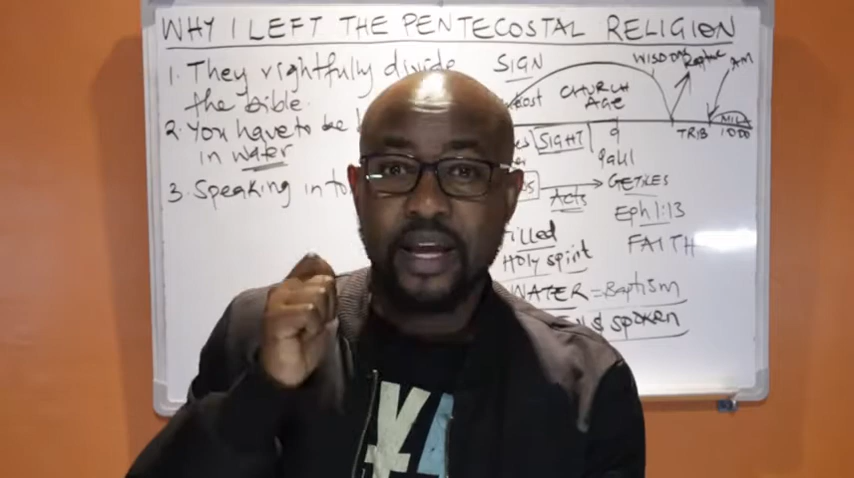 WHY I LEFT THE PENTECOSTAL RELIGION
1. They rightfully divide
the bible.
2. You have to be
in water
3. Speaking in to
SIGN
WISDOM
Rapture
CHURCH
AGE
TRIB
MILL
1000
SIGHT
Acts
GETILES
Eph 1:13
FAITH
filled
Holy spirit
WATER = Baptism
& SPOKEN